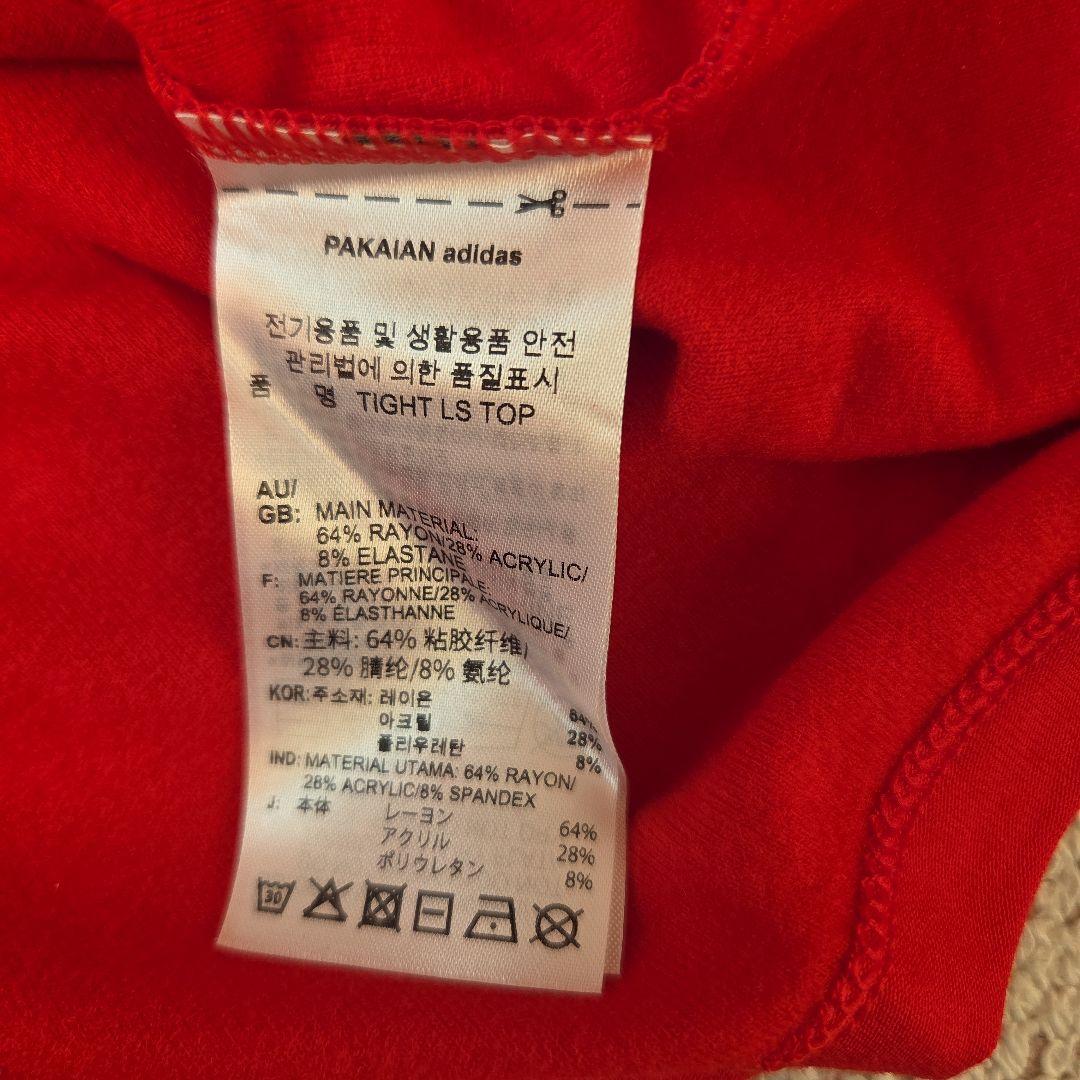 PAKAIAN adidas
전기용품 및 생활용품 안전
관리법에 의한 품질표시
품 명 TIGHT LS TOP
AU/
GB: MAIN MATERIAL:
64% RAYON/28% ACRYLIC/
8% ELASTANE
F: MATIERE PRINCIPALE:
64% RAYONNE/28% ACRYLIQUE/
8% ÉLASTHANNE
CN: 主料: 64% 粘胶纤维/
28% 腈纶/8% 氨纶
KOR: 주소재: 레이온 64%
아크릴 28%
폴리우레탄 8%
IND: MATERIAL UTAMA: 64% RAYON/
28% ACRYLIC/8% SPANDEX
J: 本体 レーヨン 64%
アクリル 28%
ポリウレタン 8%
30